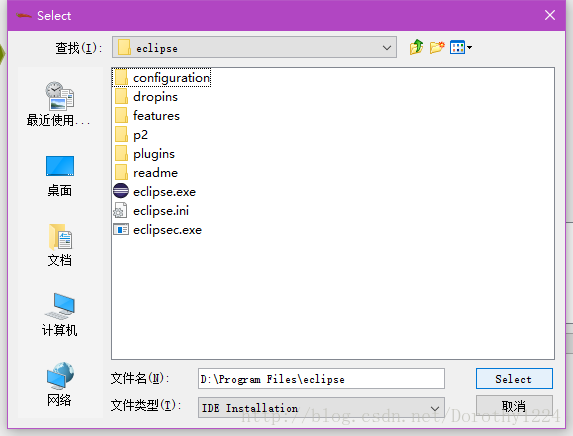 Select
查找(I):
eclipse
最近使用...
桌面
文档
计算机
网络
configuration
dropins
features
p2
plugins
readme
eclipse.exe
eclipse.ini
eclipsec.exe
文件名(N):
D:\Program Files\eclipse
Select
文件类型(T):
IDE Installation
取消
http://blog.csdn.net/Dorothy1224